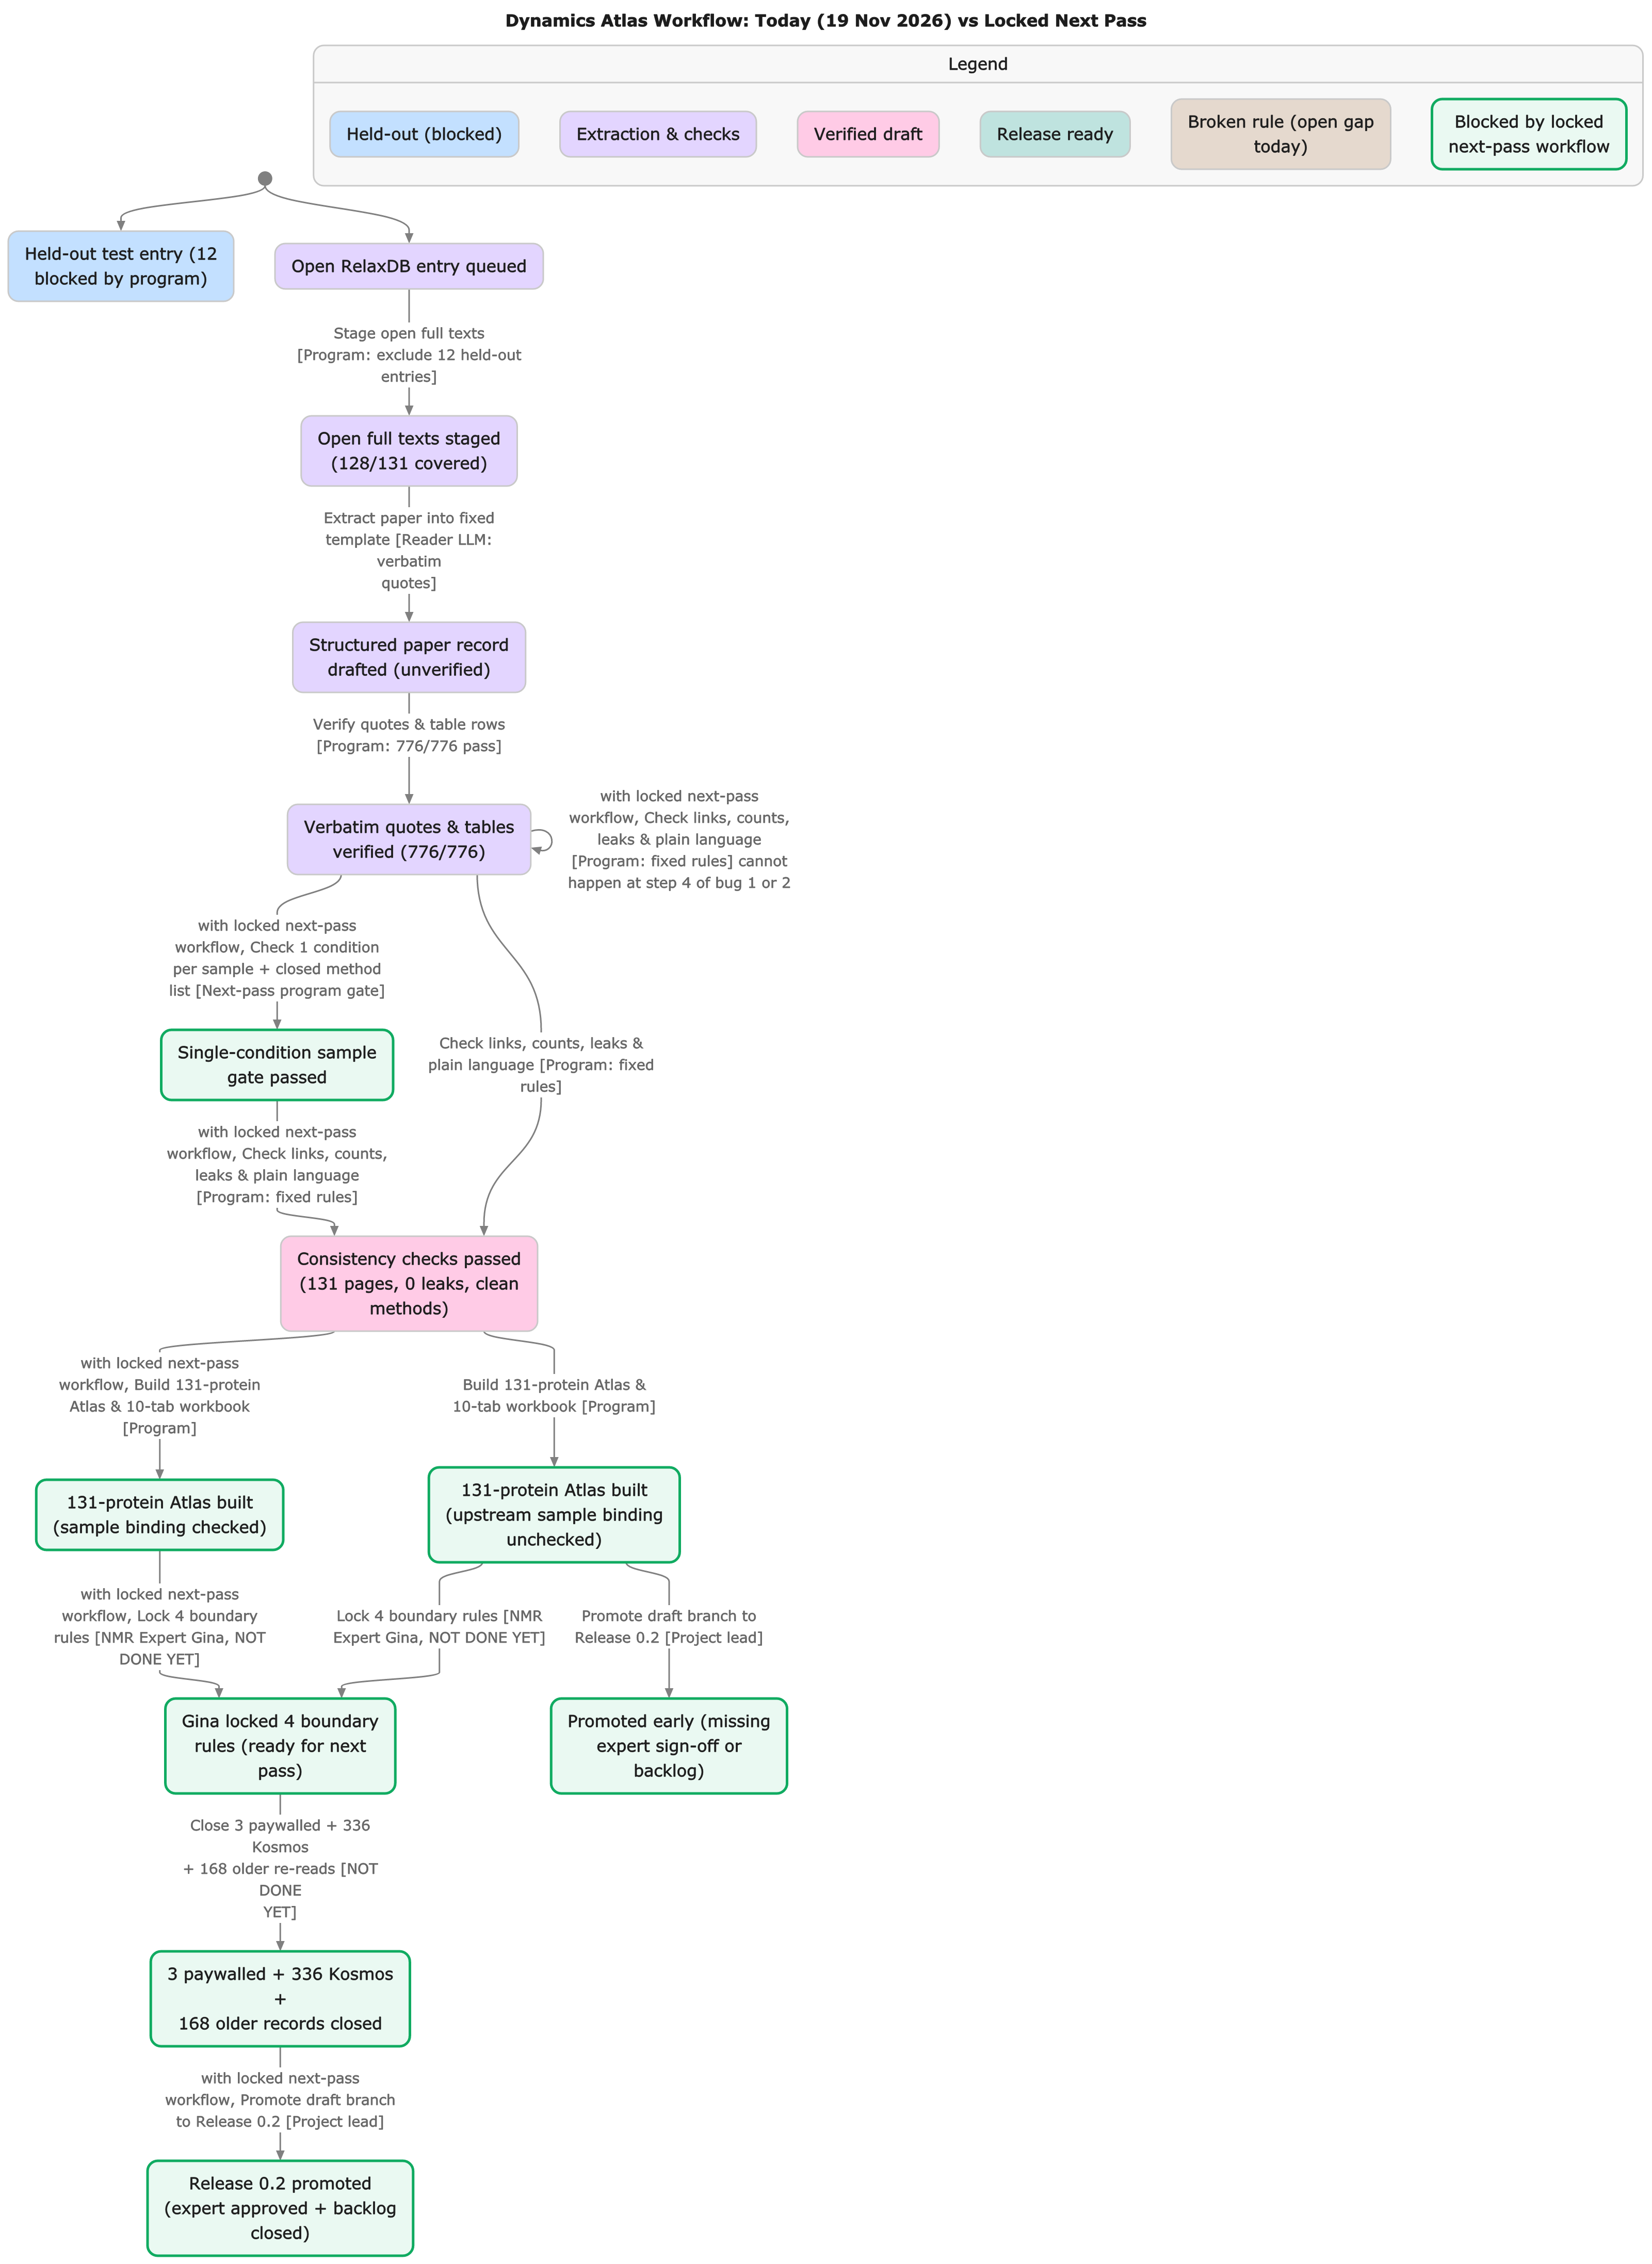 Dynamics Atlas Workflow: Today (19 Nov 2026) vs Locked Next Pass
Legend
Held-out (blocked)
Extraction & checks
Verified draft
Release ready
Broken rule (open gap
today)
Blocked by locked
next-pass workflow
Held-out test entry (12
blocked by program)
Open RelaxDB entry queued
Stage open full texts
[Program: exclude 12 held-out
entries]
Open full texts staged
(128/131 covered)
Extract paper into fixed
template [Reader LLM:
verbatim
quotes]
Structured paper record
drafted (unverified)
Verify quotes & table rows
[Program: 776/776 pass]
Verbatim quotes & tables
verified (776/776)
with locked next-pass
workflow, Check links, counts,
leaks & plain language
[Program: fixed rules] cannot
happen at step 4 of bug 1 or 2
with locked next-pass
workflow, Check 1 condition
per sample + closed method
list [Next-pass program gate]
Single-condition sample
gate passed
Check links, counts, leaks &
plain language [Program: fixed
rules]
with locked next-pass
workflow, Check links, counts,
leaks & plain language
[Program: fixed rules]
Consistency checks passed
(131 pages, 0 leaks, clean
methods)
with locked next-pass
workflow, Build 131-protein
Atlas & 10-tab workbook
[Program]
Build 131-protein Atlas &
10-tab workbook [Program]
131-protein Atlas built
(sample binding checked)
131-protein Atlas built
(upstream sample binding
unchecked)
with locked next-pass
workflow, Lock 4 boundary
rules [NMR Expert Gina, NOT
DONE YET]
Lock 4 boundary rules [NMR
Expert Gina, NOT DONE YET]
Promote draft branch to
Release 0.2 [Project lead]
Gina locked 4 boundary
rules (ready for next
pass)
Promoted early (missing
expert sign-off or
backlog)
Close 3 paywalled + 336
Kosmos
+ 168 older re-reads [NOT
DONE
YET]
3 paywalled + 336 Kosmos
+
168 older records closed
with locked next-pass
workflow, Promote draft branch
to Release 0.2 [Project lead]
Release 0.2 promoted
(expert approved + backlog
closed)